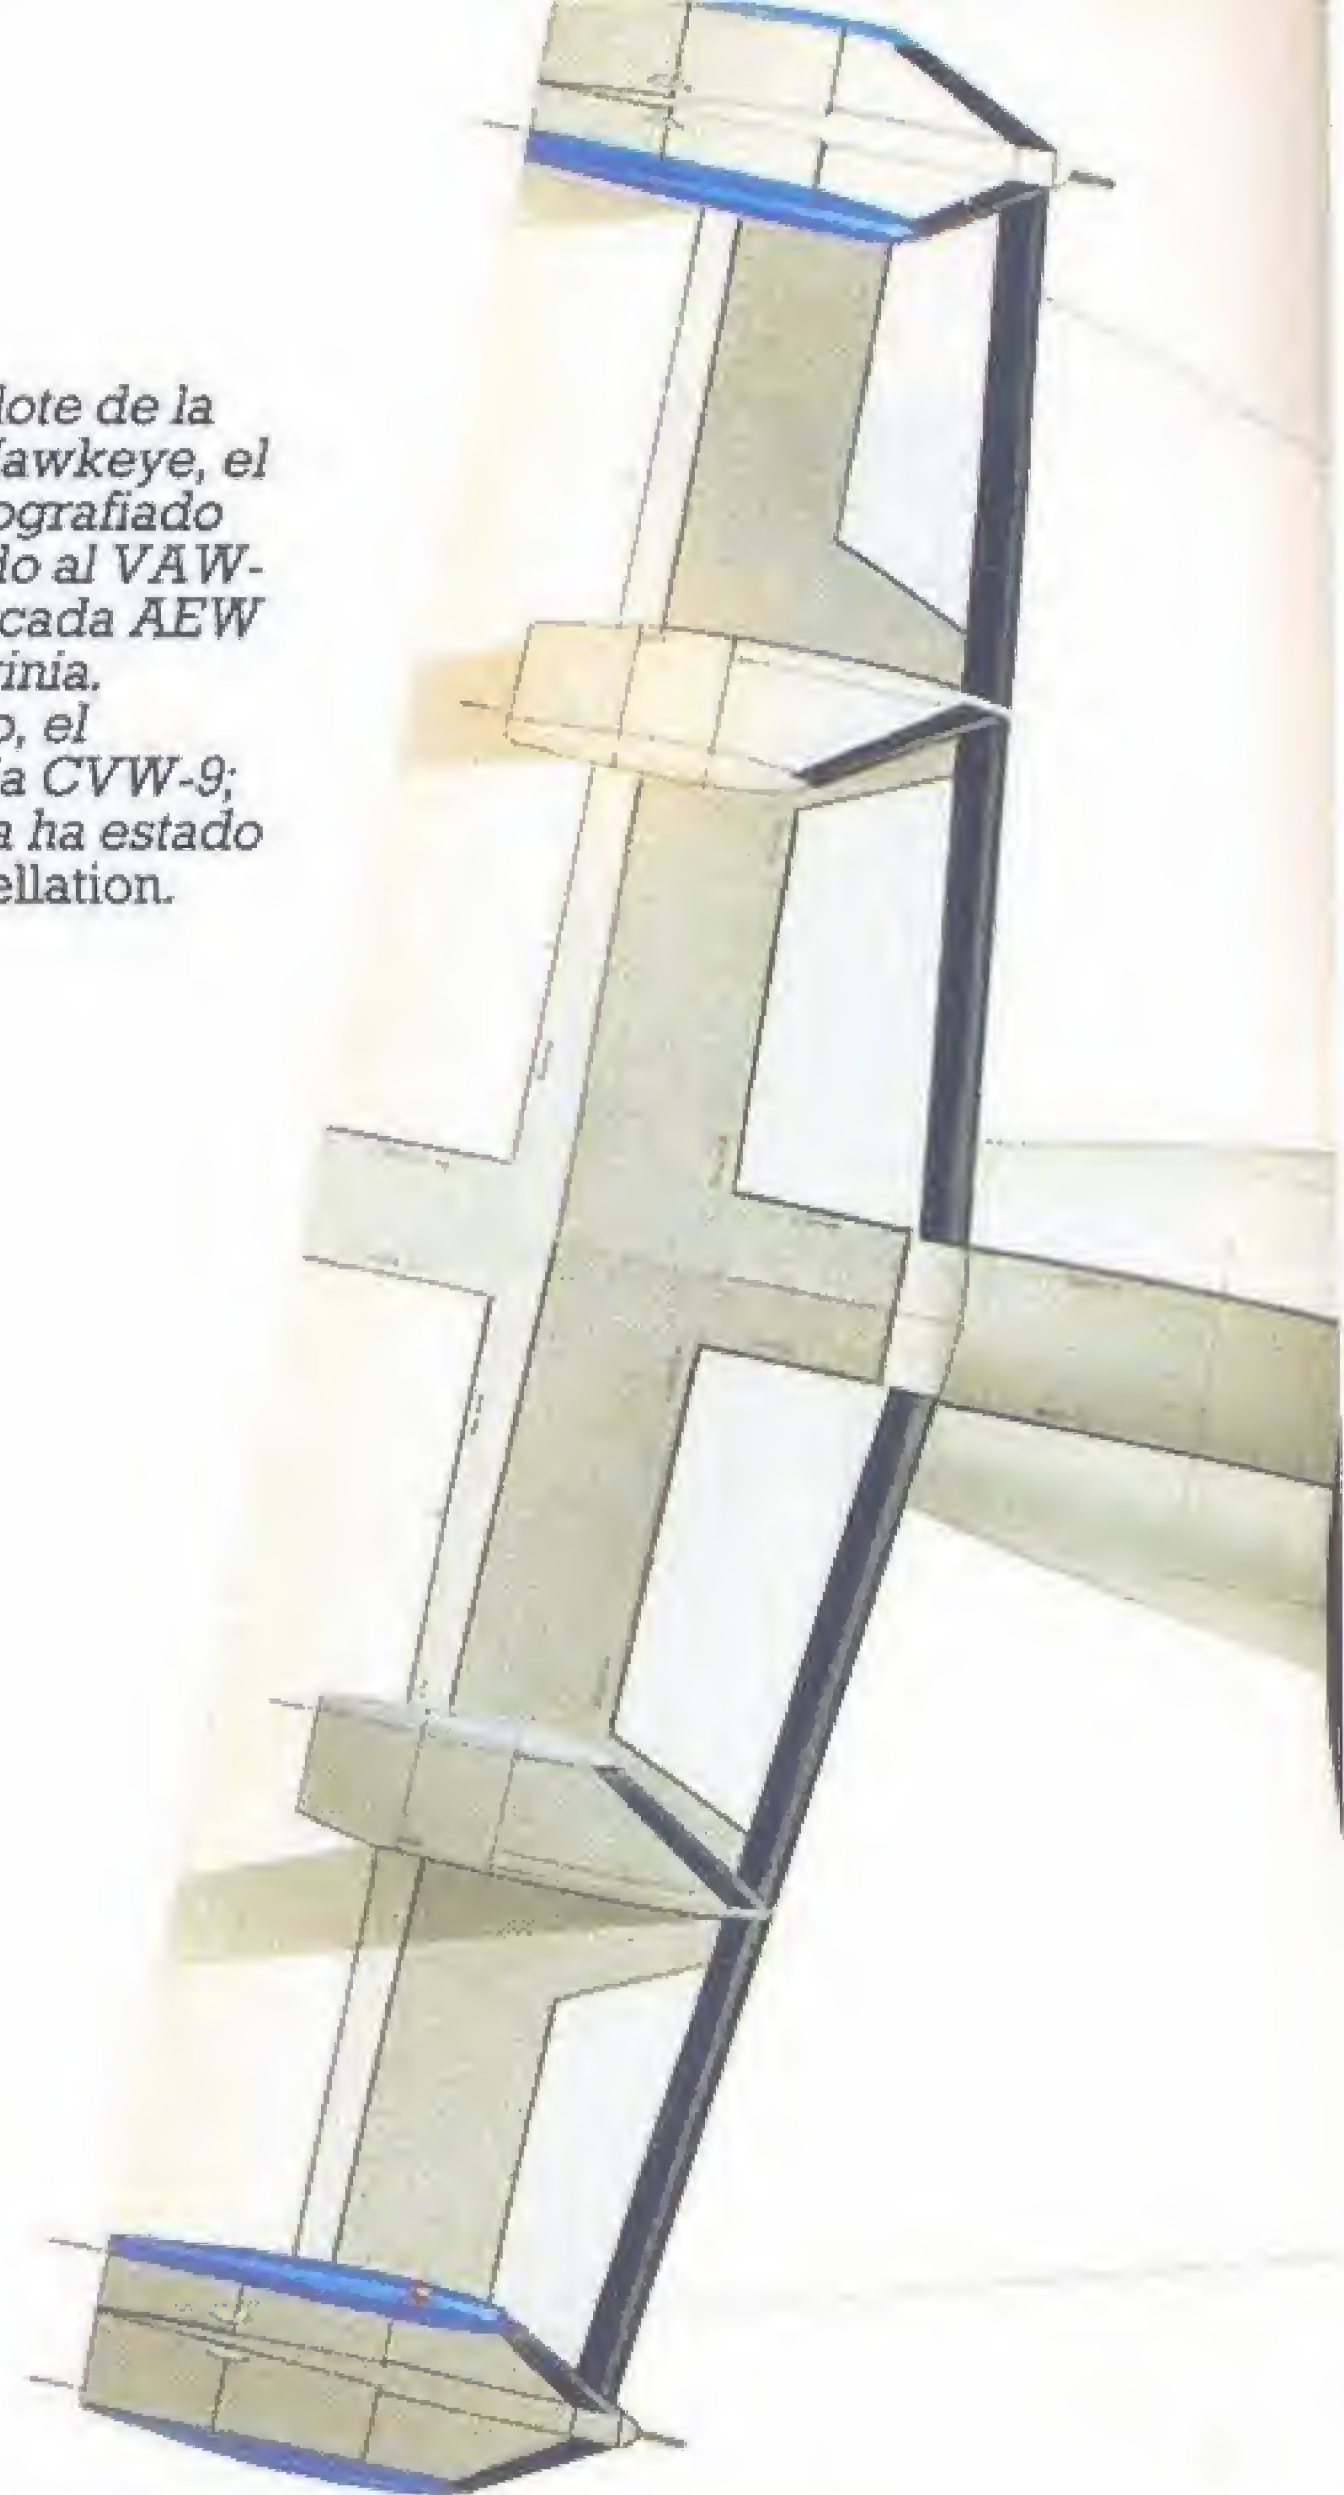 lote de la
Hawkeye, el
ografiado
do al VAW-
cada AEW
inia.
o, el
la CVW-9;
a ha estado
ellation.